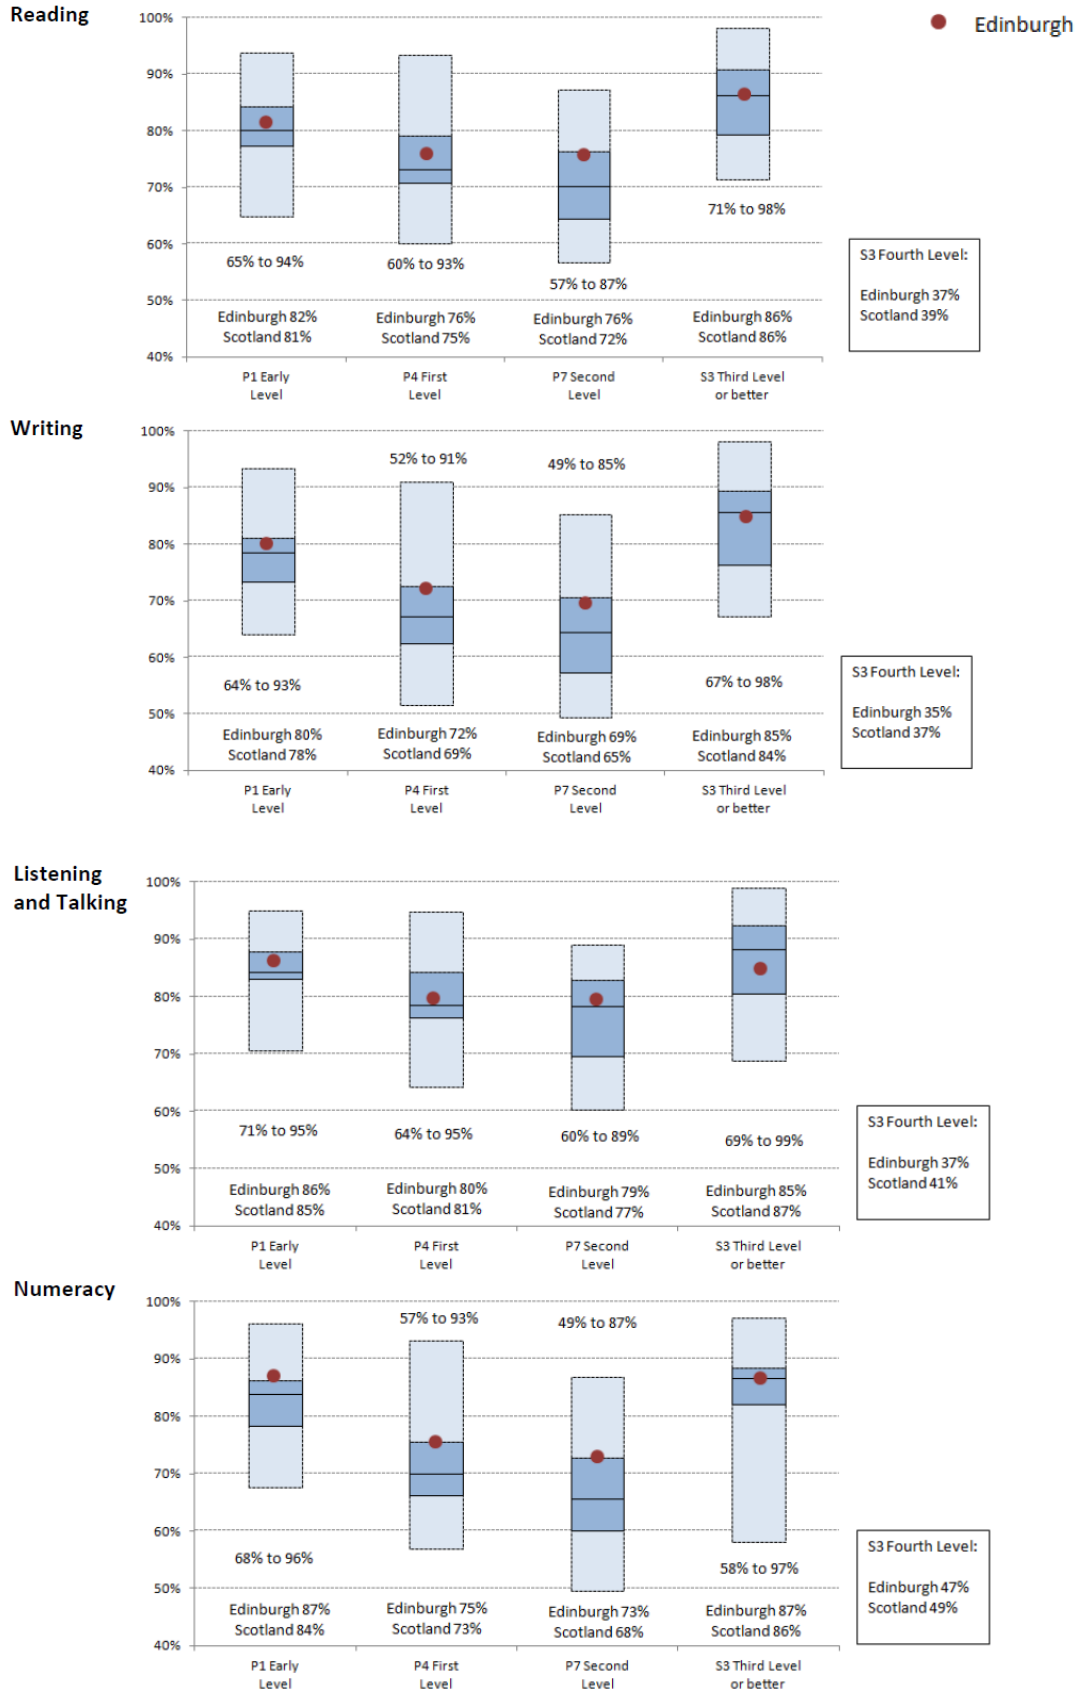 Reading
Edinburgh
100%
90%
80%
70%
60%
50%
40%
71% to 98%
65% to 94%
60% to 93%
57% to 87%
Edinburgh 82%
Scotland 81%
Edinburgh 76%
Scotland 75%
Edinburgh 76%
Scotland 72%
Edinburgh 86%
Scotland 86%
P1 Early
Level
P4 First
Level
P7 Second
Level
S3 Third Level
or better
S3 Fourth Level:
Edinburgh 37%
Scotland 39%
Writing
100%
90%
80%
70%
60%
50%
40%
52% to 91%
49% to 85%
64% to 93%
67% to 98%
Edinburgh 80%
Scotland 78%
Edinburgh 72%
Scotland 69%
Edinburgh 69%
Scotland 65%
Edinburgh 85%
Scotland 84%
P1 Early
Level
P4 First
Level
P7 Second
Level
S3 Third Level
or better
S3 Fourth Level:
Edinburgh 35%
Scotland 37%
Listening
and Talking
100%
90%
80%
70%
60%
50%
40%
71% to 95%
64% to 95%
60% to 89%
69% to 99%
Edinburgh 86%
Scotland 85%
Edinburgh 80%
Scotland 81%
Edinburgh 79%
Scotland 77%
Edinburgh 85%
Scotland 87%
P1 Early
Level
P4 First
Level
P7 Second
Level
S3 Third Level
or better
S3 Fourth Level:
Edinburgh 37%
Scotland 41%
Numeracy
100%
90%
80%
70%
60%
50%
40%
57% to 93%
49% to 87%
68% to 96%
58% to 97%
Edinburgh 87%
Scotland 84%
Edinburgh 75%
Scotland 73%
Edinburgh 73%
Scotland 68%
Edinburgh 87%
Scotland 86%
P1 Early
Level
P4 First
Level
P7 Second
Level
S3 Third Level
or better
S3 Fourth Level:
Edinburgh 47%
Scotland 49%